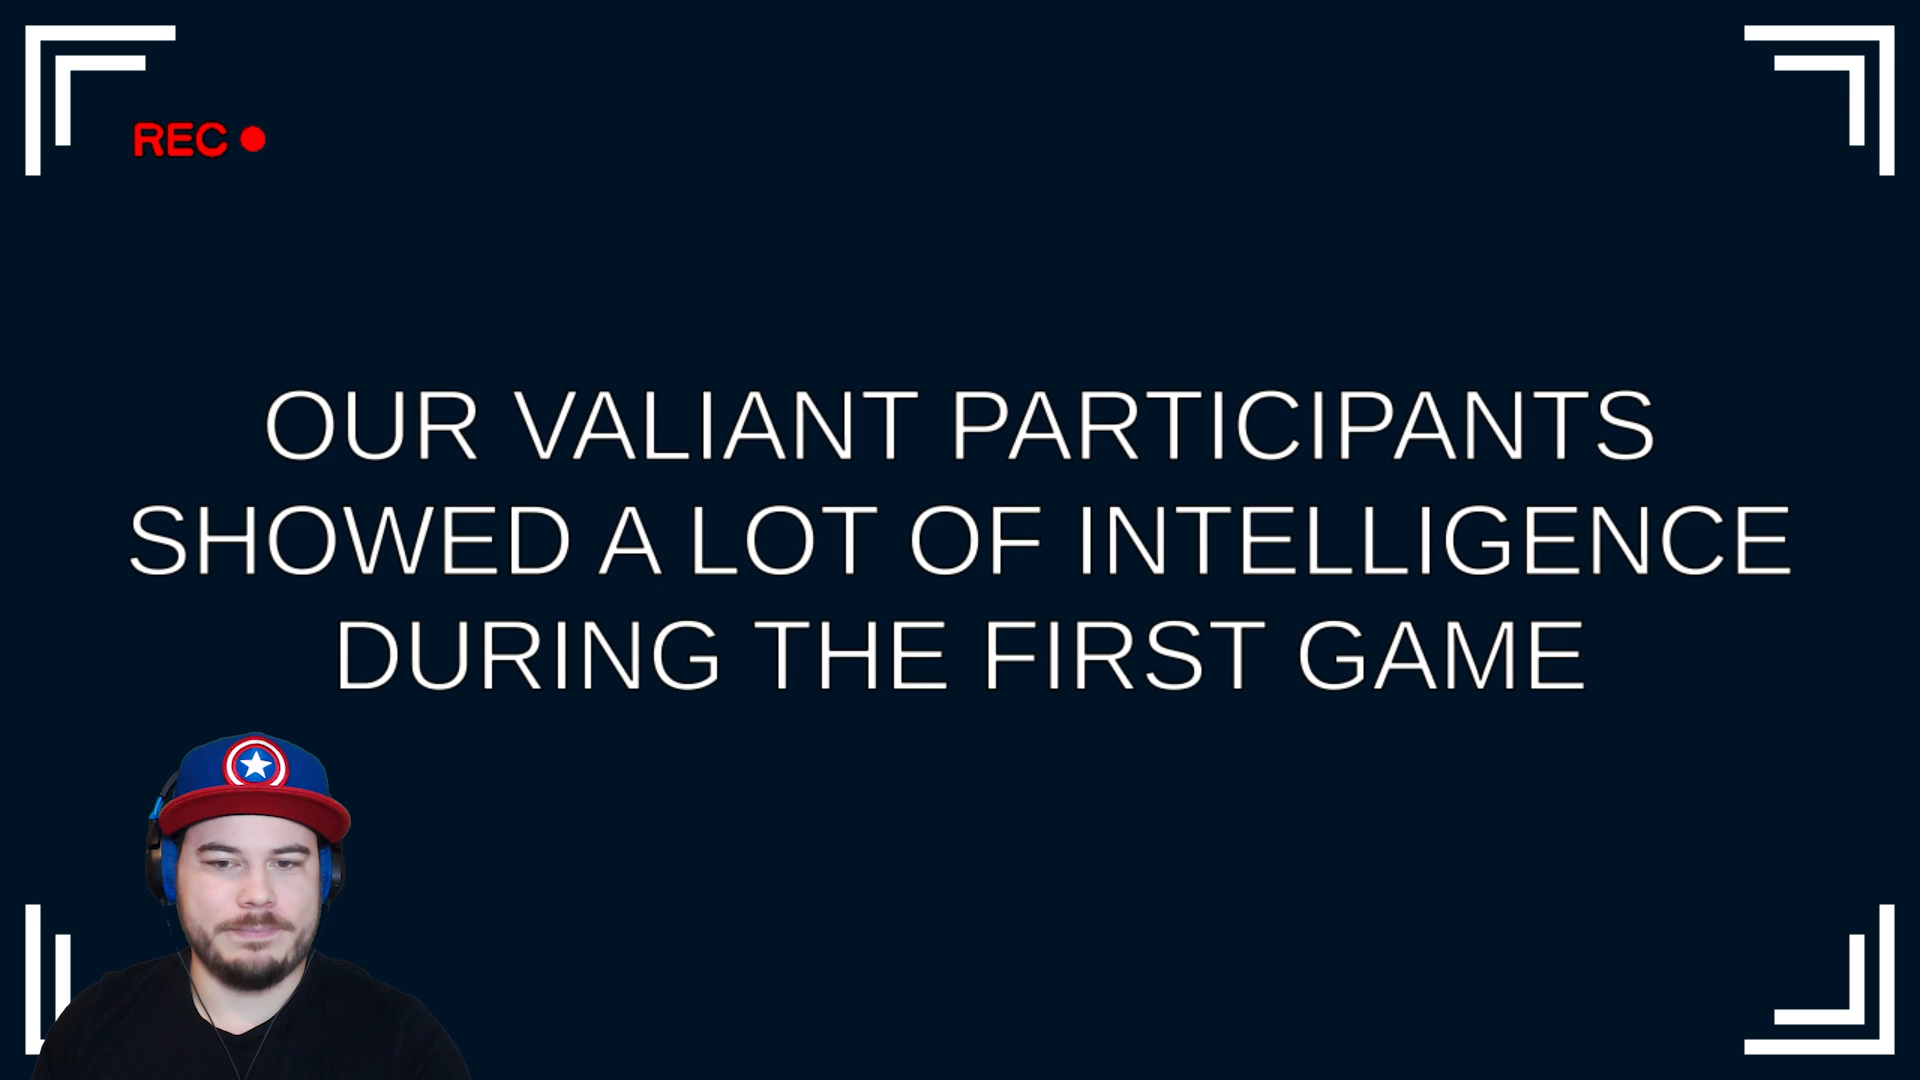 REC
OUR VALIANT PARTICIPANTS
SHOWED A LOT OF INTELLIGENCE
DURING THE FIRST GAME